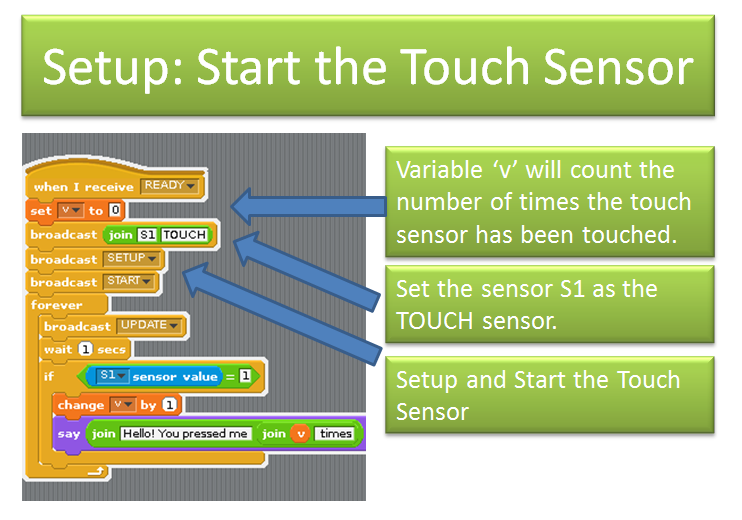 Setup: Start the Touch Sensor
when I receive READY
set v to 0
broadcast join S1 TOUCH
broadcast SETUP
broadcast START
forever
broadcast UPDATE
wait 1 secs
if S1 sensor value = 1
change v by 1
say join Hello! You pressed me join v times
Variable ‘v’ will count the
number of times the touch
sensor has been touched.
Set the sensor S1 as the
TOUCH sensor.
Setup and Start the Touch
Sensor